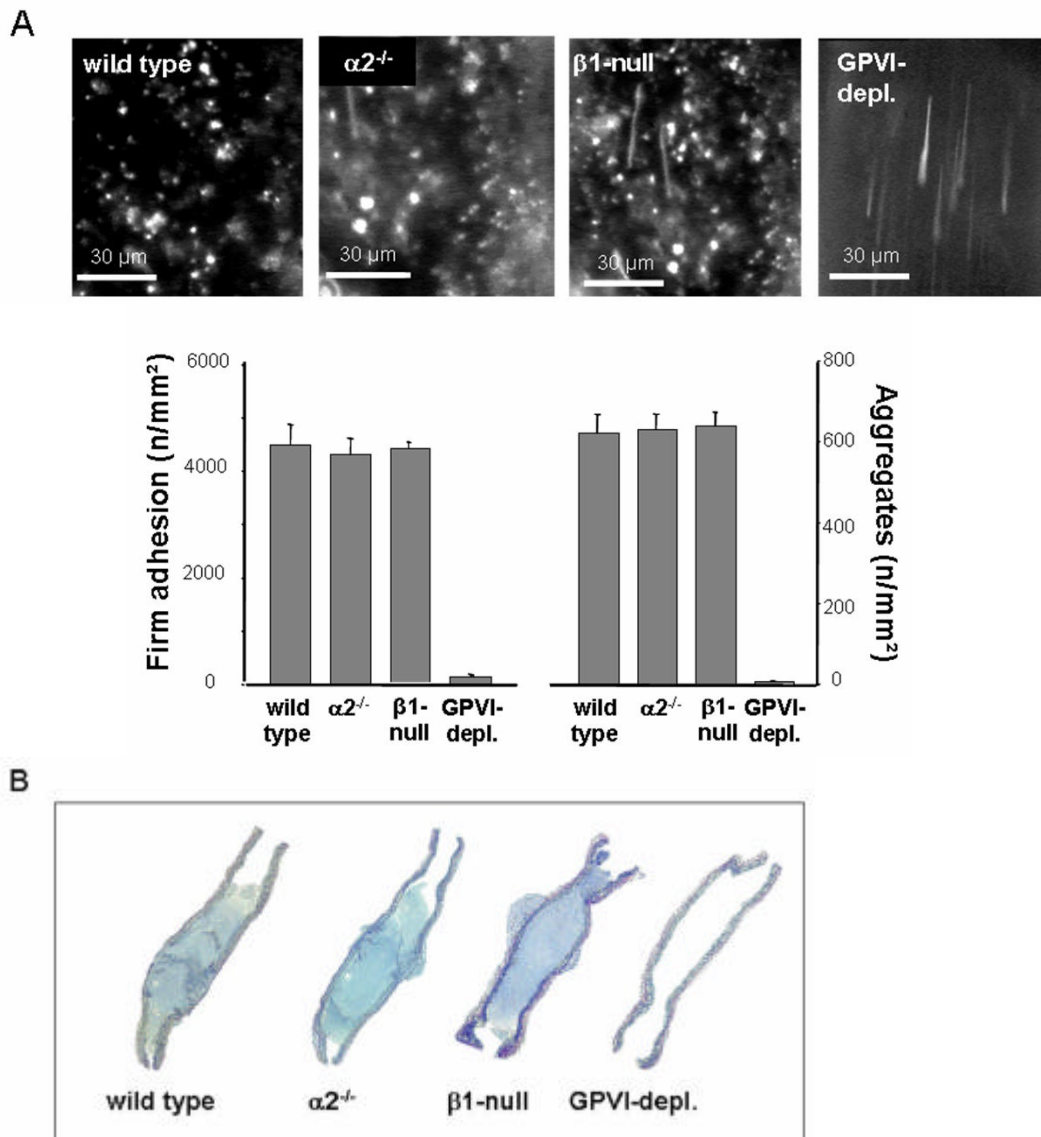 A
wild type
α2-/-
β1-null
GPVI-
depl.
30 µm
30 µm
30 µm
30 µm
Firm adhesion (n/mm²)
6000
4000
2000
0
wild
type
α2-/-
β1-
null
GPVI-
depl.
wild
type
α2-/-
β1-
null
GPVI-
depl.
800
600
400
200
0
Aggregates (n/mm²)
B
wild type
α2-/-
β1-null
GPVI-depl.